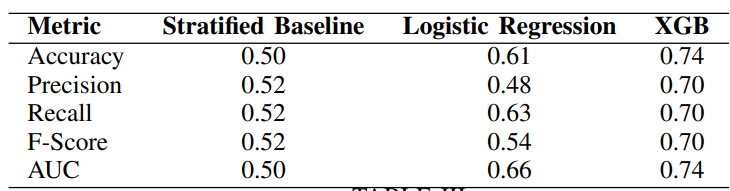 Metric Stratified Baseline Logistic Regression XGB
Accuracy 0.50 0.61 0.74
Precision 0.52 0.48 0.70
Recall 0.52 0.63 0.70
F-Score 0.52 0.54 0.70
AUC 0.50 0.66 0.74
TABLE III